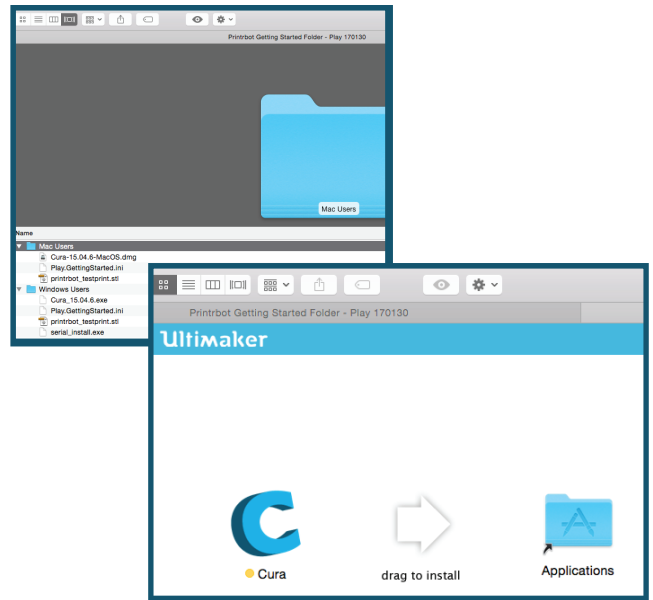 Printrbot Getting Started Folder - Play 170130
Mac Users
Name
Mac Users
Cura-15.04.6-MacOS.dmg
Play.GettingStarted.ini
printrbot_testprint.stl
Windows Users
Cura_15.04.6.exe
Play.GettingStarted.ini
printrbot_testprint.stl
serial_install.exe
Printrbot Getting Started Folder - Play 170130
Ultimaker
Cura
drag to install
Applications